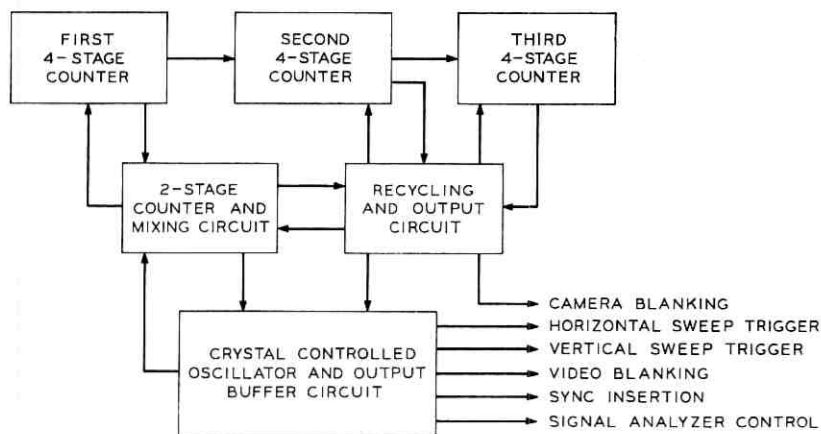 FIRST
4-STAGE
COUNTER
SECOND
4-STAGE
COUNTER
THIRD
4-STAGE
COUNTER
2-STAGE
COUNTER AND
MIXING CIRCUIT
RECYCLING
AND OUTPUT
CIRCUIT
CRYSTAL CONTROLLED
OSCILLATOR AND OUTPUT
BUFFER CIRCUIT
CAMERA BLANKING
HORIZONTAL SWEEP TRIGGER
VERTICAL SWEEP TRIGGER
VIDEO BLANKING
SYNC INSERTION
SIGNAL ANALYZER CONTROL